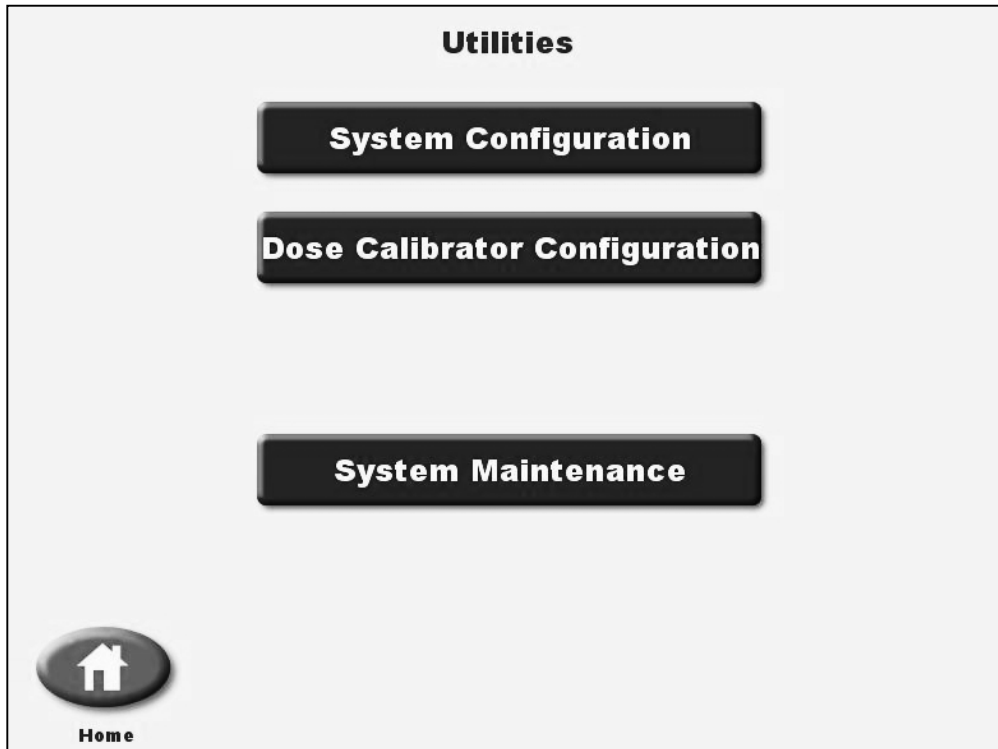 Utilities
System Configuration
Dose Calibrator Configuration
System Maintenance
Home